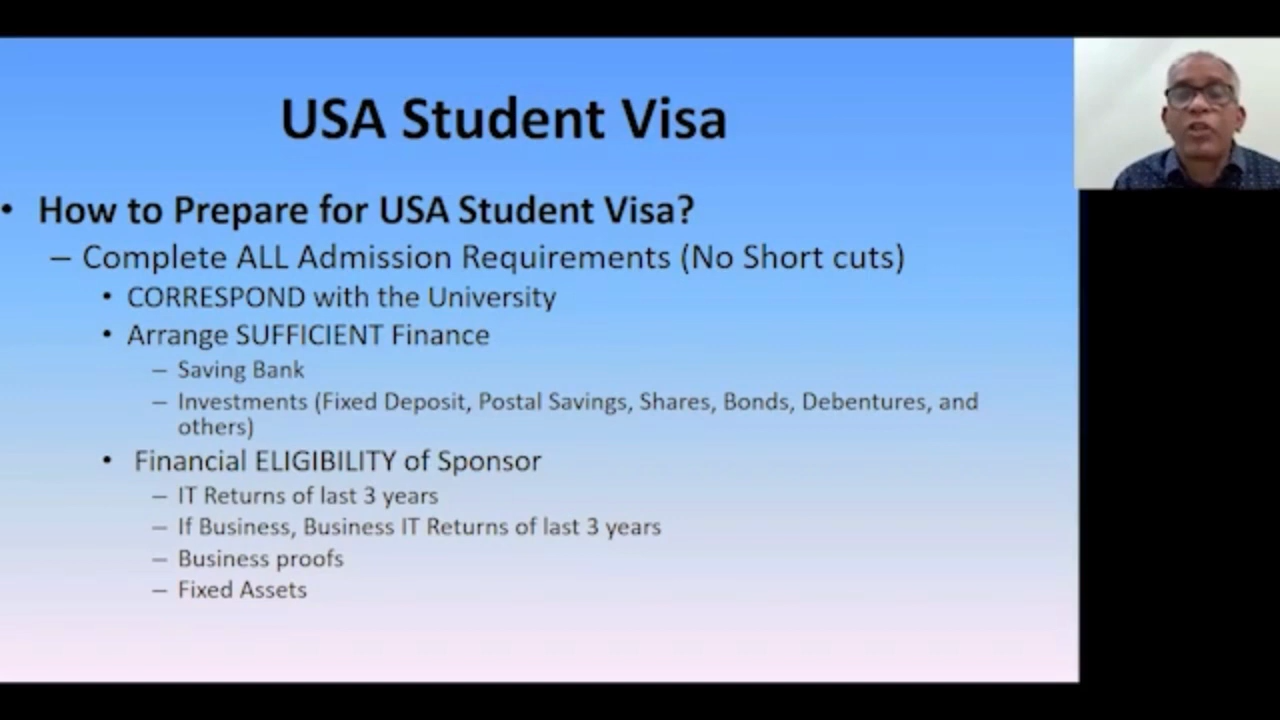 USA Student Visa
• How to Prepare for USA Student Visa?
– Complete ALL Admission Requirements (No Short cuts)
• CORRESPOND with the University
• Arrange SUFFICIENT Finance
– Saving Bank
– Investments (Fixed Deposit, Postal Savings, Shares, Bonds, Debentures, and
others)
• Financial ELIGIBILITY of Sponsor
– IT Returns of last 3 years
– If Business, Business IT Returns of last 3 years
– Business proofs
– Fixed Assets